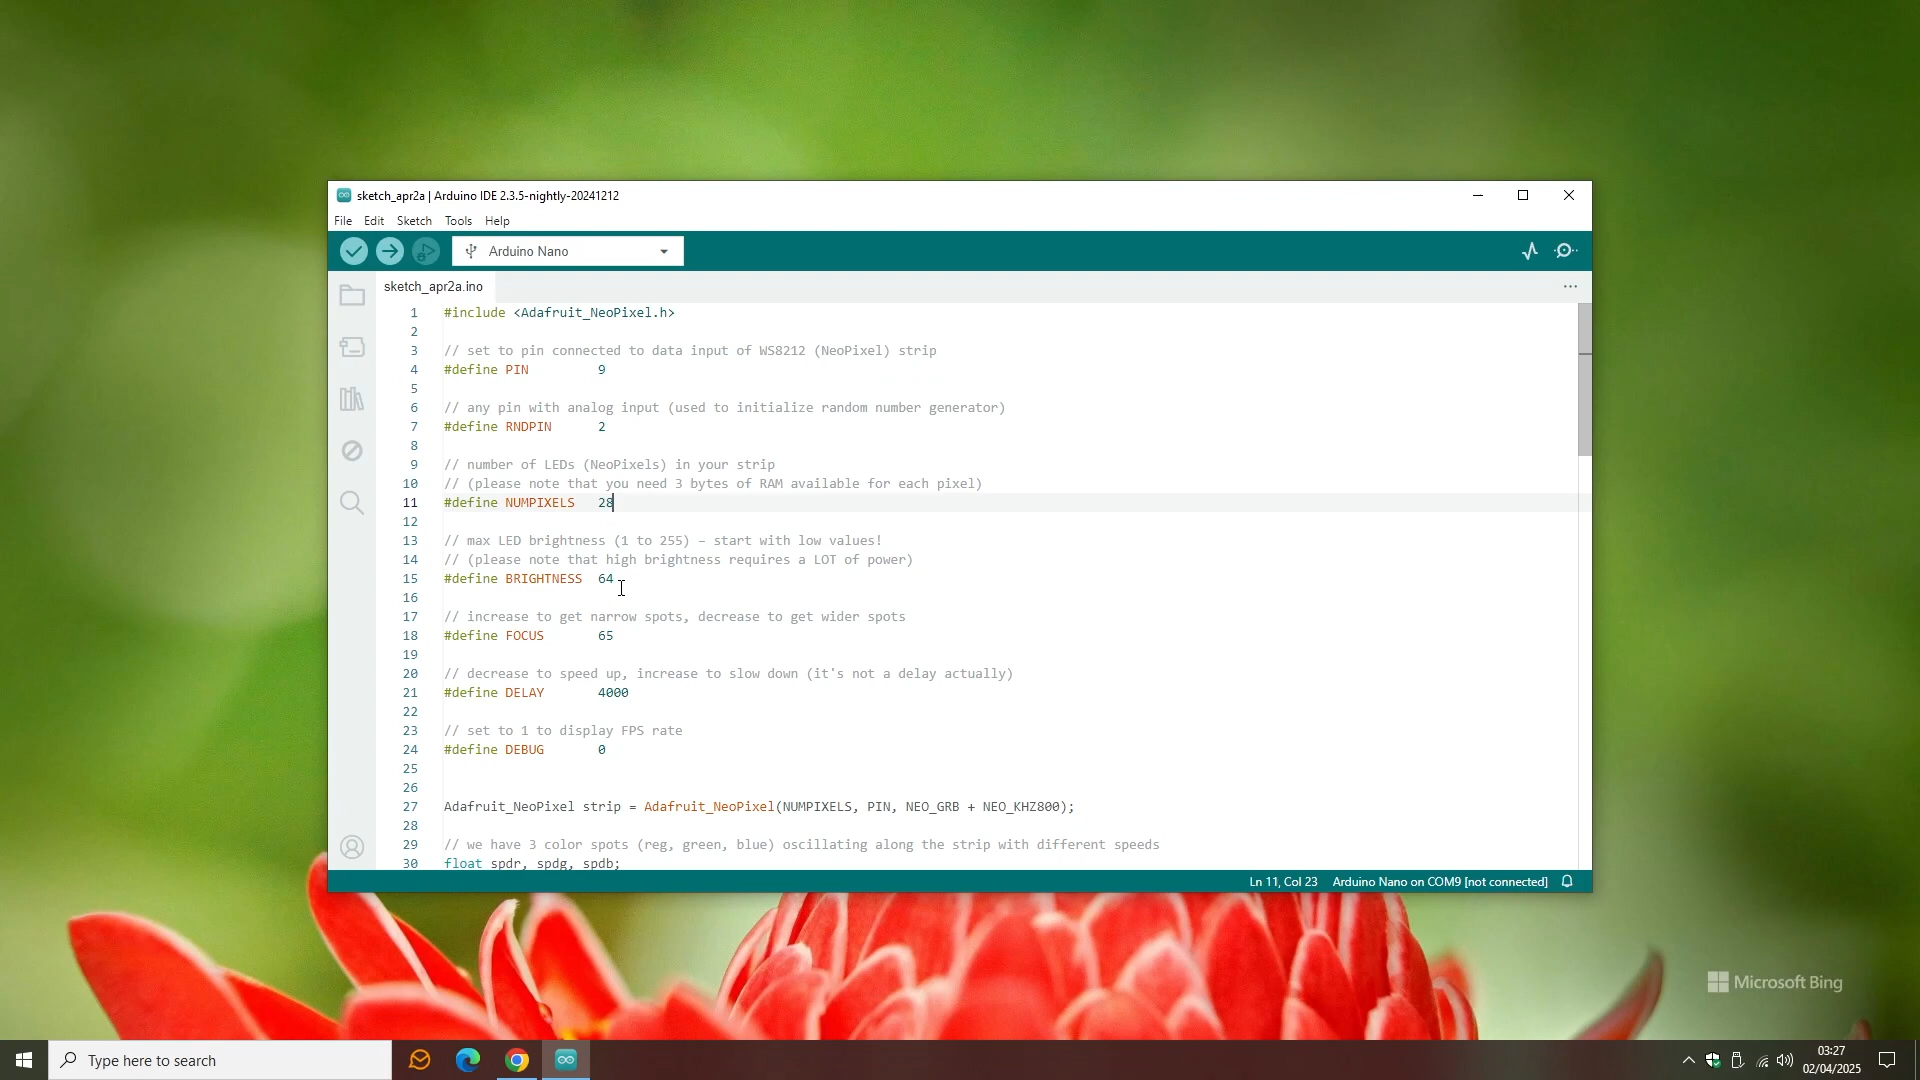 sketch_apr2a | Arduino IDE 2.3.5-nightly-20241212
File Edit Sketch Tools Help
Arduino Nano
sketch_apr2a.ino
1 #include <Adafruit_NeoPixel.h>
2
3 // set to pin connected to data input of WS8212 (NeoPixel) strip
4 #define PIN 9
5
6 // any pin with analog input (used to initialize random number generator)
7 #define RNDPIN 2
8
9 // number of LEDs (NeoPixels) in your strip
10 // (please note that you need 3 bytes of RAM available for each pixel)
11 #define NUMPIXELS 28
12
13 // max LED brightness (1 to 255) – start with low values!
14 // (please note that high brightness requires a LOT of power)
15 #define BRIGHTNESS 64
16
17 // increase to get narrow spots, decrease to get wider spots
18 #define FOCUS 65
19
20 // decrease to speed up, increase to slow down (it's not a delay actually)
21 #define DELAY 4000
22
23 // set to 1 to display FPS rate
24 #define DEBUG 0
25
26
27 Adafruit_NeoPixel strip = Adafruit_NeoPixel(NUMPIXELS, PIN, NEO_GRB + NEO_KHZ800);
28
29 // we have 3 color spots (reg, green, blue) oscillating along the strip with different speeds
30 float spdr, spdg, spdb;
Ln 11, Col 23 Arduino Nano on COM9 [not connected]
Microsoft Bing
Type here to search
03:27
02/04/2025